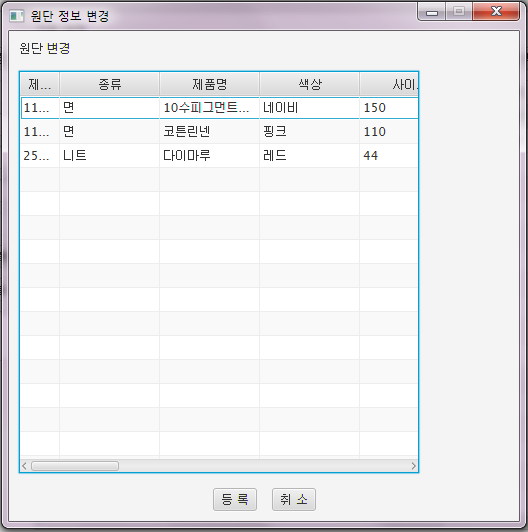 원단 정보 변경
원단 변경
제... 종류 제품명 색상 사이
11... 면 10수피그먼트... 네이비 150
11... 면 코튼린넨 핑크 110
25... 니트 다이마루 레드 44
등 록 취 소